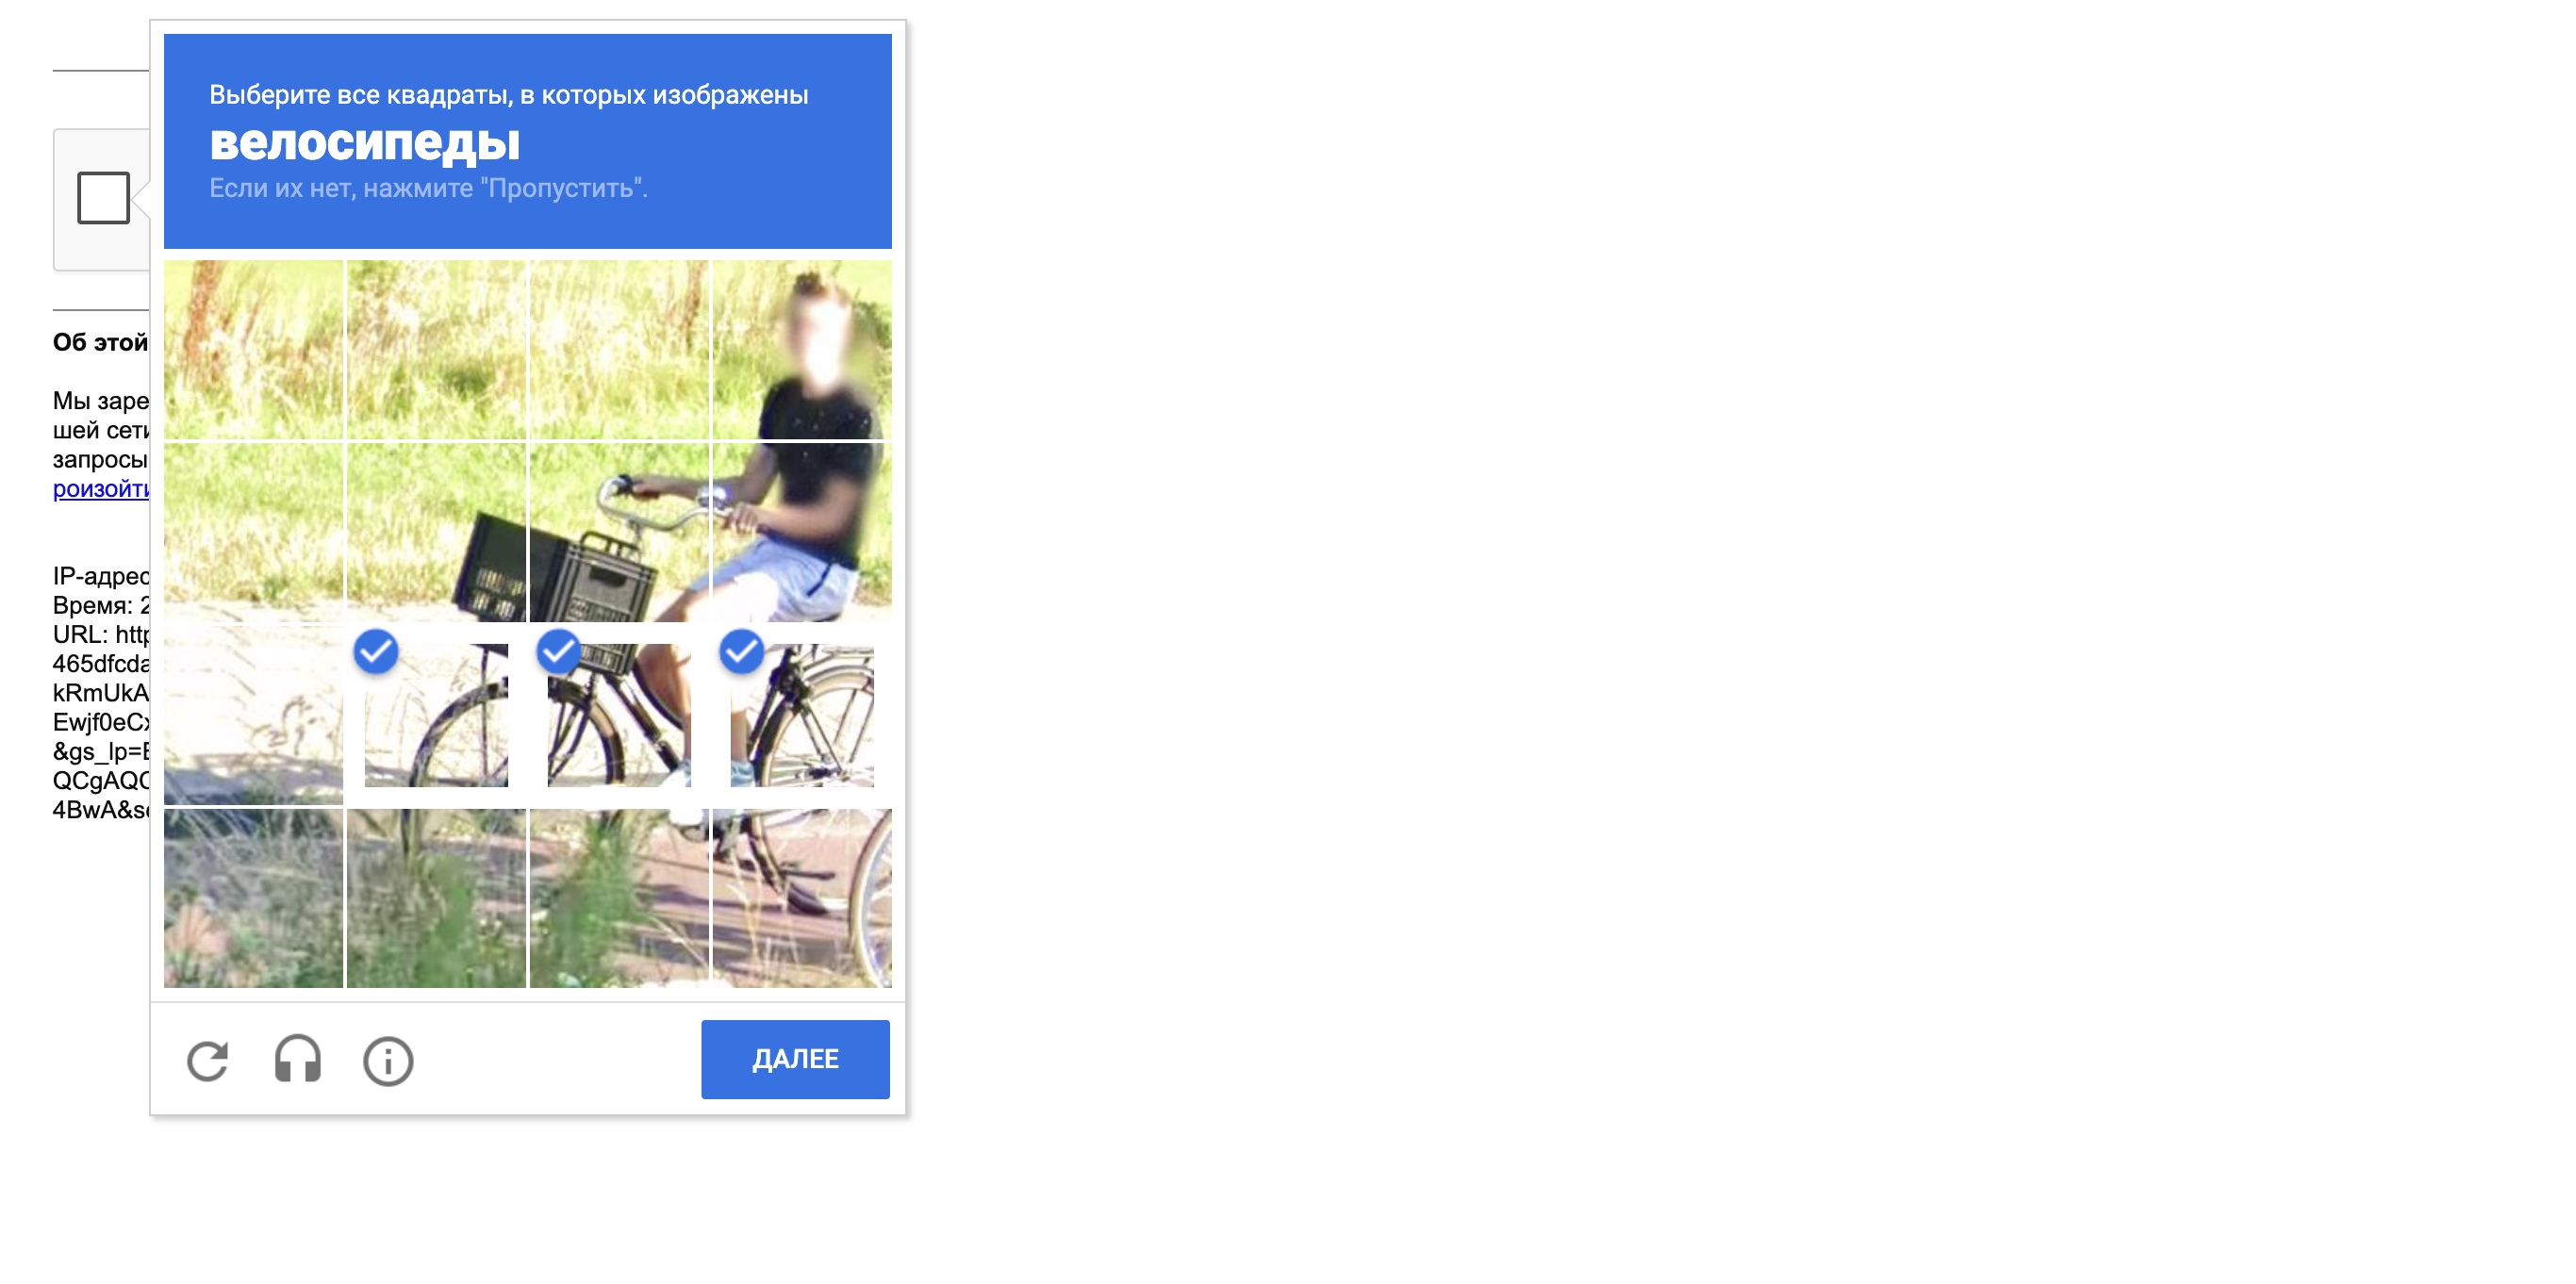 Выберите все квадраты, в которых изображены
велосипеды
Если их нет, нажмите "Пропустить".
Об этой
Мы заре
шей сети
запросы
роизойти
IP-адрес
Время: 2
URL: http
465dfcda
kRmUkA
Ewjf0eCx
&gs_lp=E
QCgAQC
4BwA&s
ДАЛЕЕ